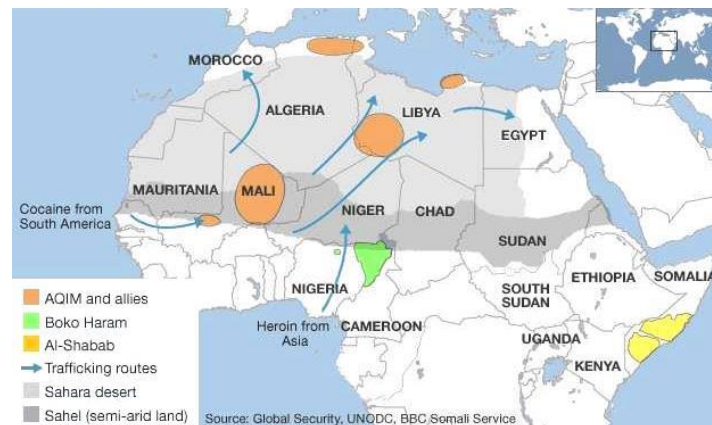 MOROCCO
ALGERIA
LIBYA
EGYPT
MAURITANIA
MALI
NIGER
CHAD
SUDAN
Cocaine from
South America
NIGERIA
ETHIOPIA
SOMALIA
SOUTH
SUDAN
Heroin from
Asia
CAMEROON
UGANDA
KENYA
AQIM and allies
Boko Haram
Al-Shabab
Trafficking routes
Sahara desert
Sahel (semi-arid land)
Source: Global Security, UNODC, BBC Somali Service